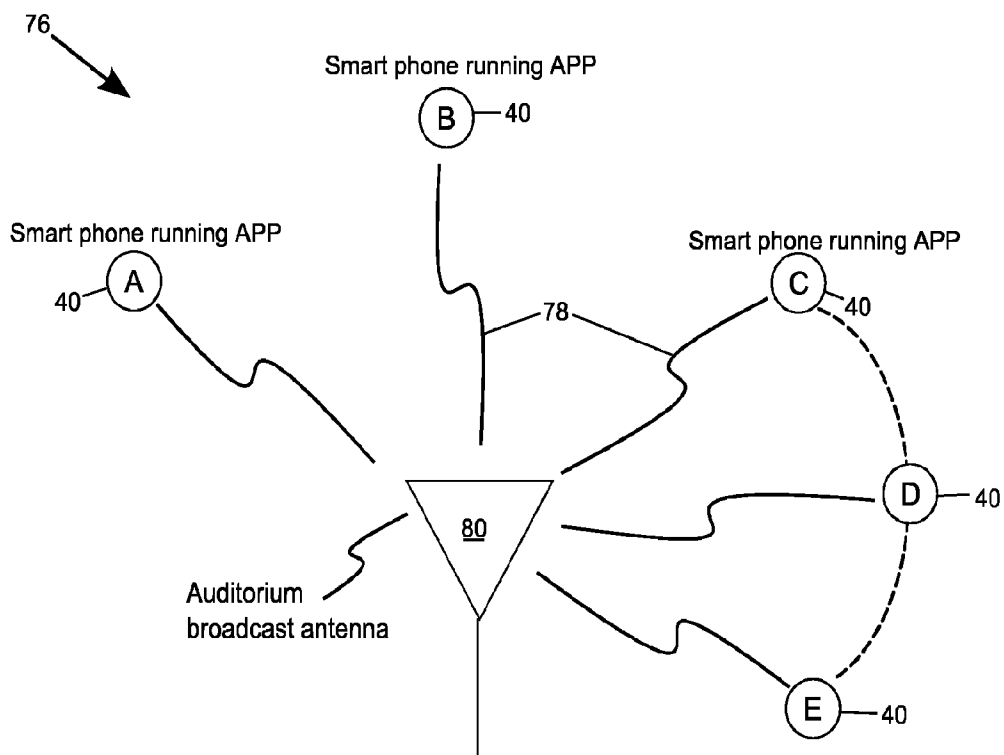 76
Smart phone running APP
B
40
Smart phone running APP
A
40
Smart phone running APP
C
40
78
D
40
80
Auditorium
broadcast antenna
E
40